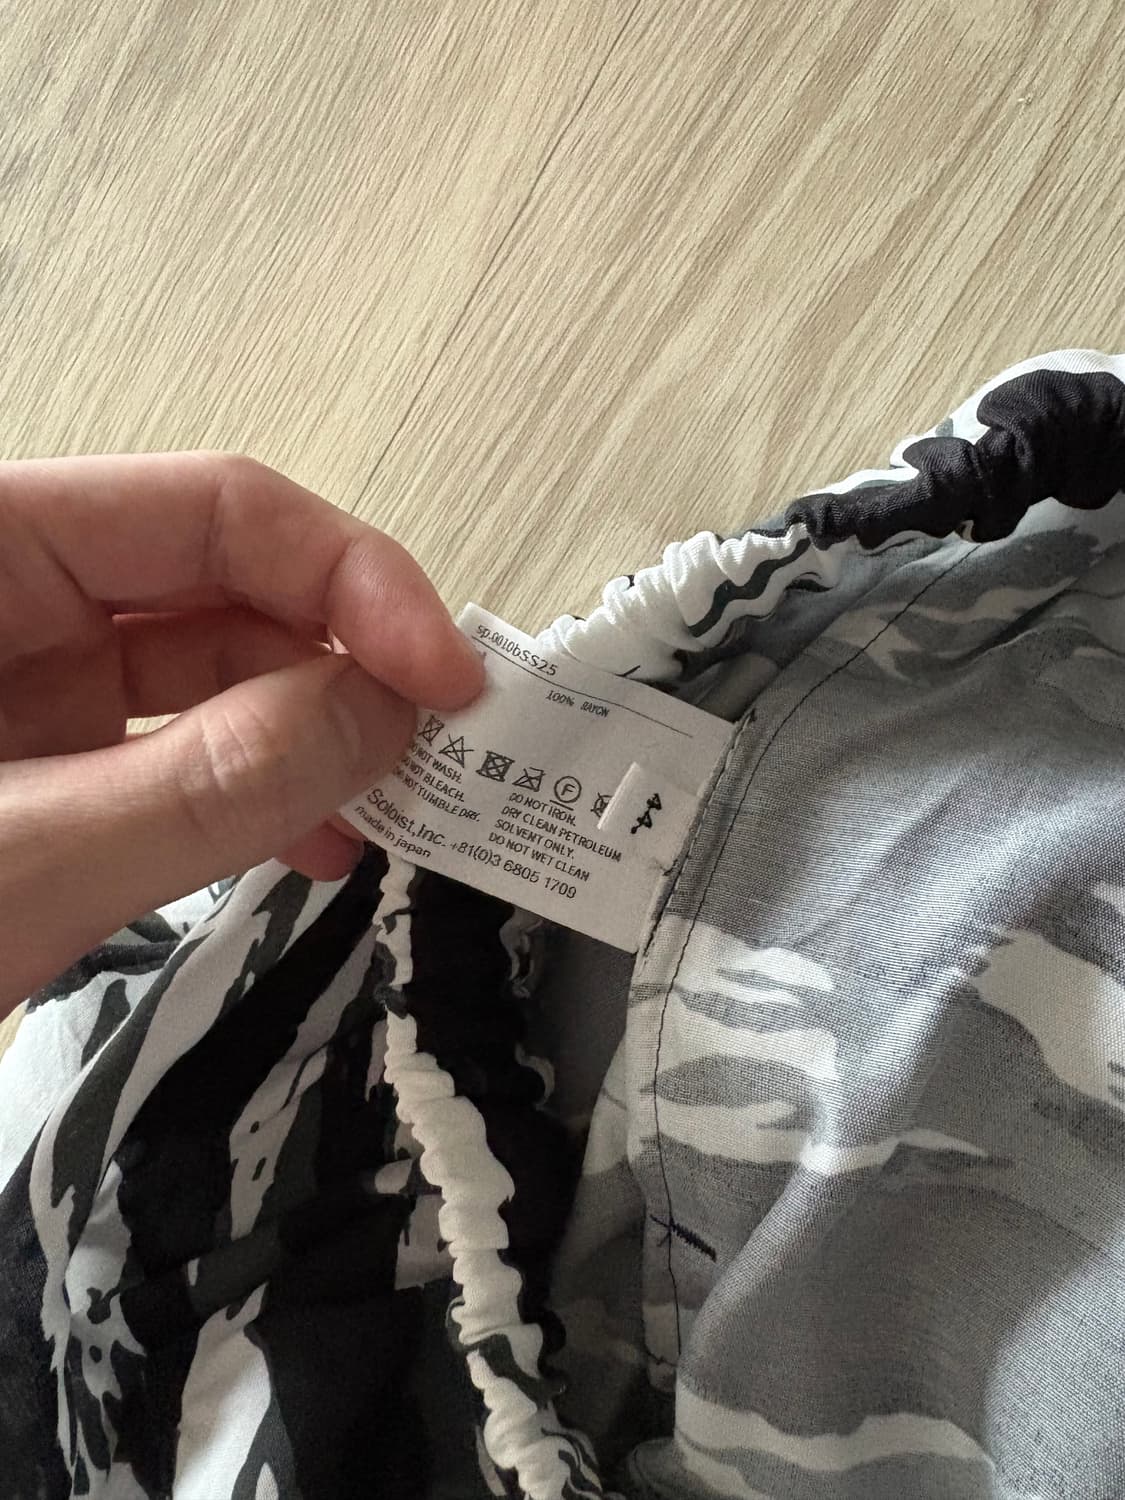 sp.0010bSS25
100% RAYON
DO NOT WASH.
DO NOT BLEACH.
DO NOT TUMBLE DRY.
DO NOT IRON.
DRY CLEAN PETROLEUM
SOLVENT ONLY.
DO NOT WET CLEAN
F
Soloist,Inc. +81(0)3 6805 1709
made in japan
44